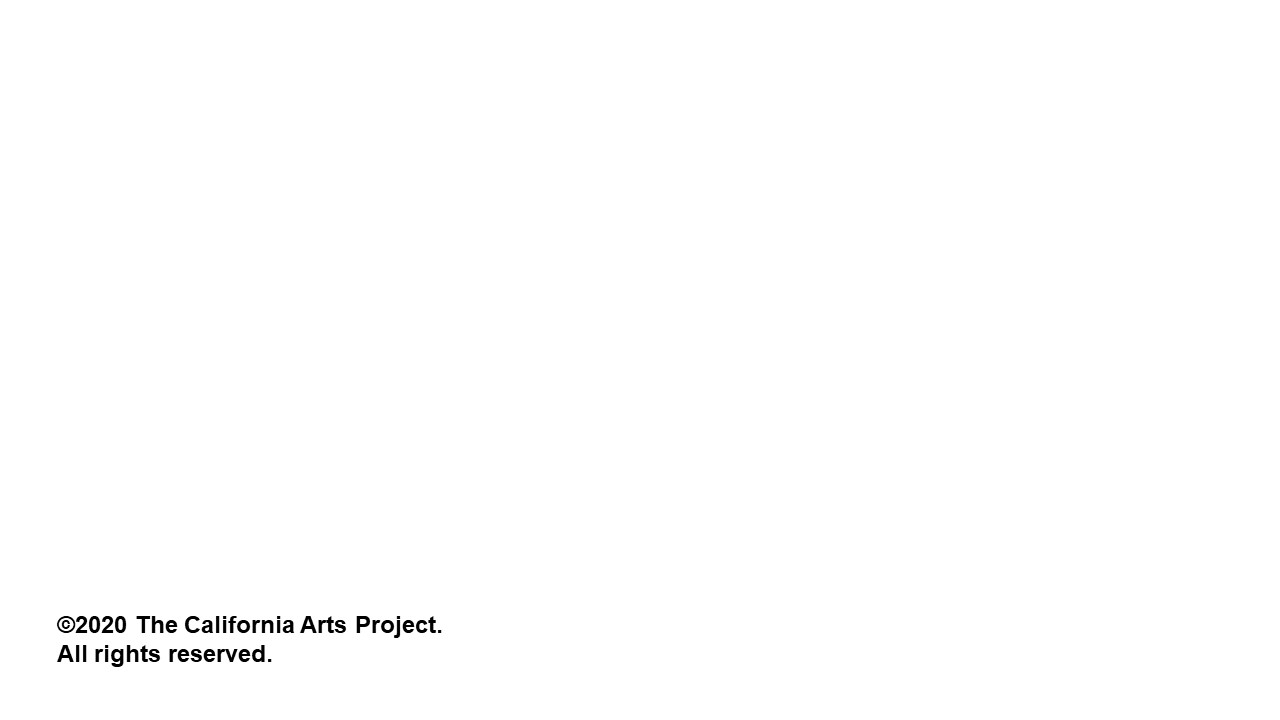 ©2020 The California Arts Project.
All rights reserved.